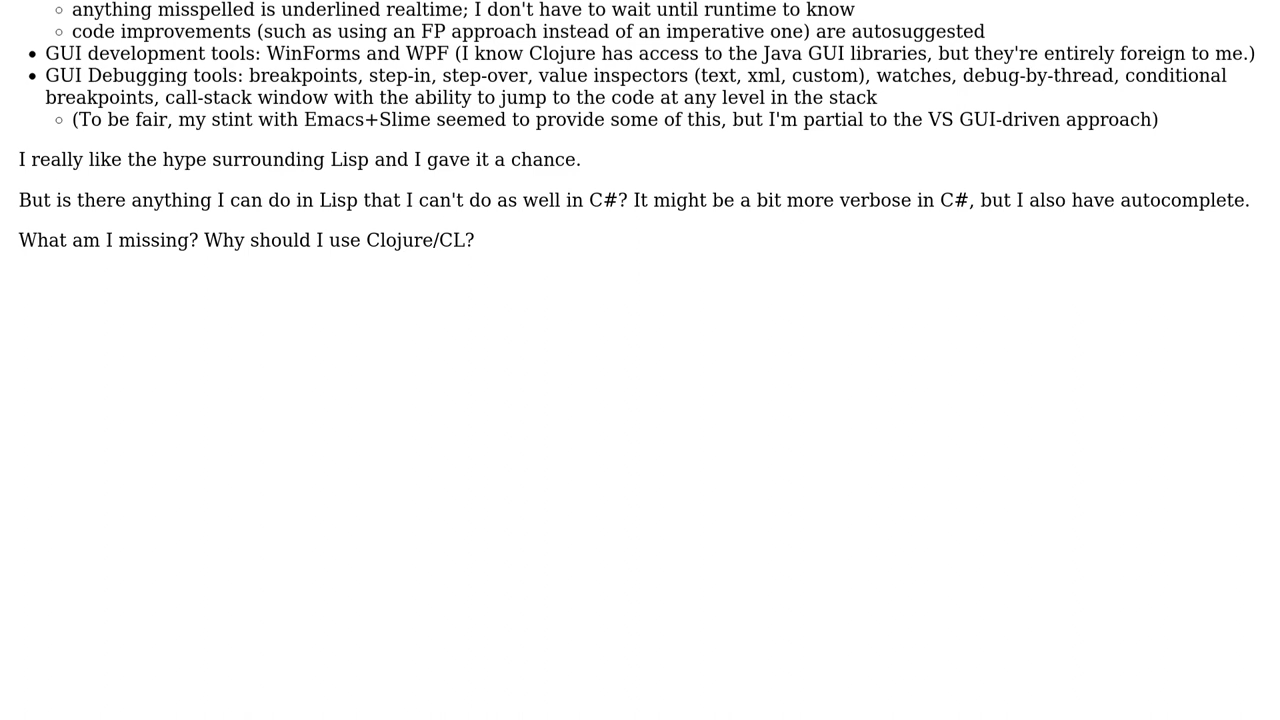 anything misspelled is underlined realtime; I don't have to wait until runtime to know
code improvements (such as using an FP approach instead of an imperative one) are autosuggested
GUI development tools: WinForms and WPF (I know Clojure has access to the Java GUI libraries, but they're entirely foreign to me.)
GUI Debugging tools: breakpoints, step-in, step-over, value inspectors (text, xml, custom), watches, debug-by-thread, conditional
breakpoints, call-stack window with the ability to jump to the code at any level in the stack
(To be fair, my stint with Emacs+Slime seemed to provide some of this, but I'm partial to the VS GUI-driven approach)
I really like the hype surrounding Lisp and I gave it a chance.
But is there anything I can do in Lisp that I can't do as well in C#? It might be a bit more verbose in C#, but I also have autocomplete.
What am I missing? Why should I use Clojure/CL?